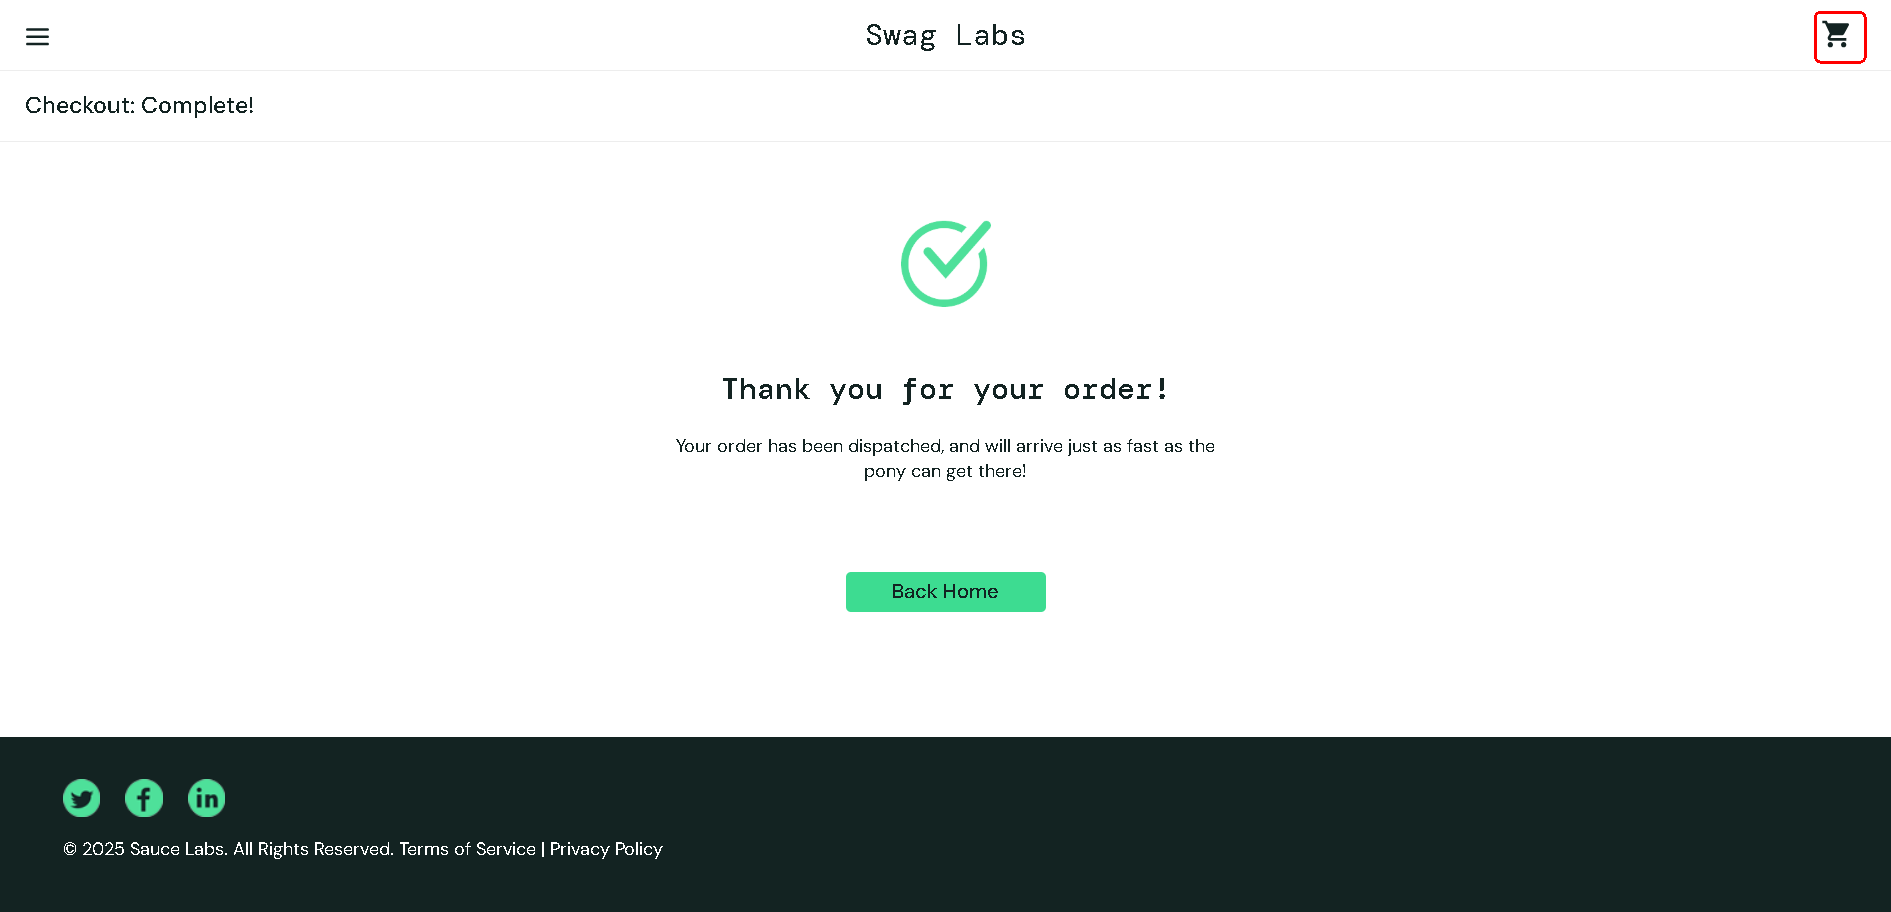 Swag Labs
Checkout: Complete!
Thank you for your order!
Your order has been dispatched, and will arrive just as fast as the
pony can get there!
Back Home
© 2025 Sauce Labs. All Rights Reserved. Terms of Service | Privacy Policy